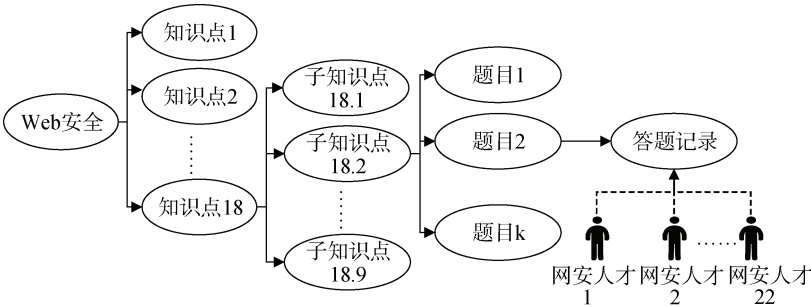 Web安全
知识点1
知识点2
……
知识点18
子知识点
18.1
子知识点
18.2
……
子知识点
18.9
题目1
题目2
题目k
答题记录
……
网安人才
1
网安人才
2
网安人才
22